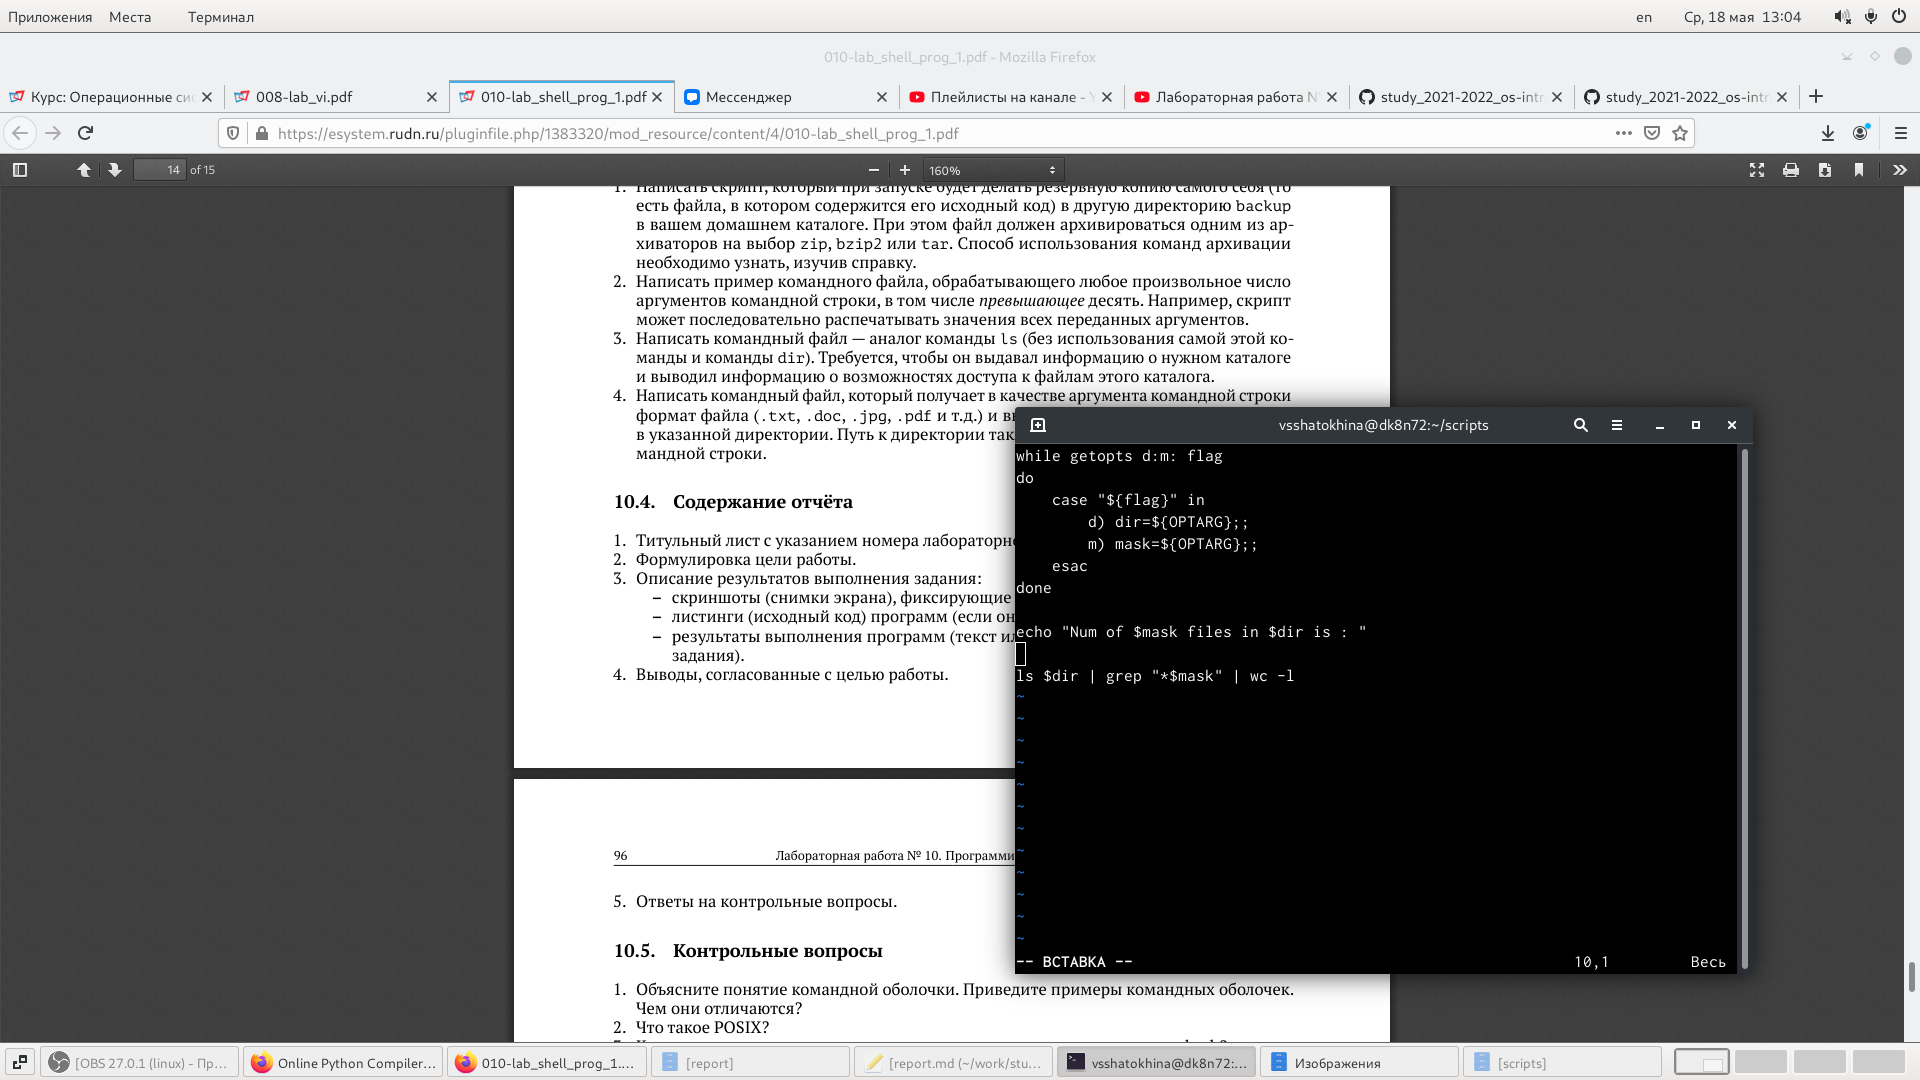 Приложения Места Терминал en Ср, 18 мая 13:04
010-lab_shell_prog_1.pdf - Mozilla Firefox
Курс: Операционные си 008-lab_vi.pdf 010-lab_shell_prog_1.pdf Мессенджер Плейлисты на канале - Лабораторная работа study_2021-2022_os-intr study_2021-2022_os-intr
https://esystem.rudn.ru/pluginfile.php/1383320/mod_resource/content/4/010-lab_shell_prog_1.pdf
14 of 15 160%
1. Написать скрипт, который при запуске будет делать резервную копию самого себя (то
есть файла, в котором содержится его исходный код) в другую директорию backup
в вашем домашнем каталоге. При этом файл должен архивироваться одним из ар-
хиваторов на выбор zip, bzip2 или tar. Способ использования команд архивации
необходимо узнать, изучив справку.
2. Написать пример командного файла, обрабатывающего любое произвольное число
аргументов командной строки, в том числе превышающее десять. Например, скрипт
может последовательно распечатывать значения всех переданных аргументов.
3. Написать командный файл — аналог команды ls (без использования самой этой ко-
манды и команды dir). Требуется, чтобы он выдавал информацию о нужном каталоге
и выводил информацию о возможностях доступа к файлам этого каталога.
4. Написать командный файл, который получает в качестве аргумента командной строки
формат файла (.txt, .doc, .jpg, .pdf и т.д.) и
в указанной директории. Путь к директории
мандной строки.
10.4. Содержание отчёта
1. Титульный лист с указанием номера
2. Формулировка цели работы.
3. Описание результатов выполнения задания:
– скриншоты (снимки экрана), фиксирующие
– листинги (исходный код) программ (если
– результаты выполнения программ (текст
задания).
4. Выводы, согласованные с целью работы.
96 Лабораторная работа № 10.
5. Ответы на контрольные вопросы.
10.5. Контрольные вопросы
1. Объясните понятие командной оболочки. Приведите примеры командных оболочек.
Чем они отличаются?
2. Что такое POSIX?
vsshatokhina@dk8n72:~/scripts
while getopts d:m: flag
do
    case "${flag}" in
        d) dir=${OPTARG};;
        m) mask=${OPTARG};;
    esac
done
echo "Num of $mask files in $dir is : "
ls $dir | grep "*$mask" | wc -l
~
~
~
~
~
~
~
~
~
~
~
~
-- ВСТАВКА -- 10,1 Весь
[OBS 27.0.1 (linux) - Пр... Online Python Compiler... 010-lab_shell_prog_1.... [report] [report.md (~/work/stu... vsshatokhina@dk8n72:... Изображения [scripts]